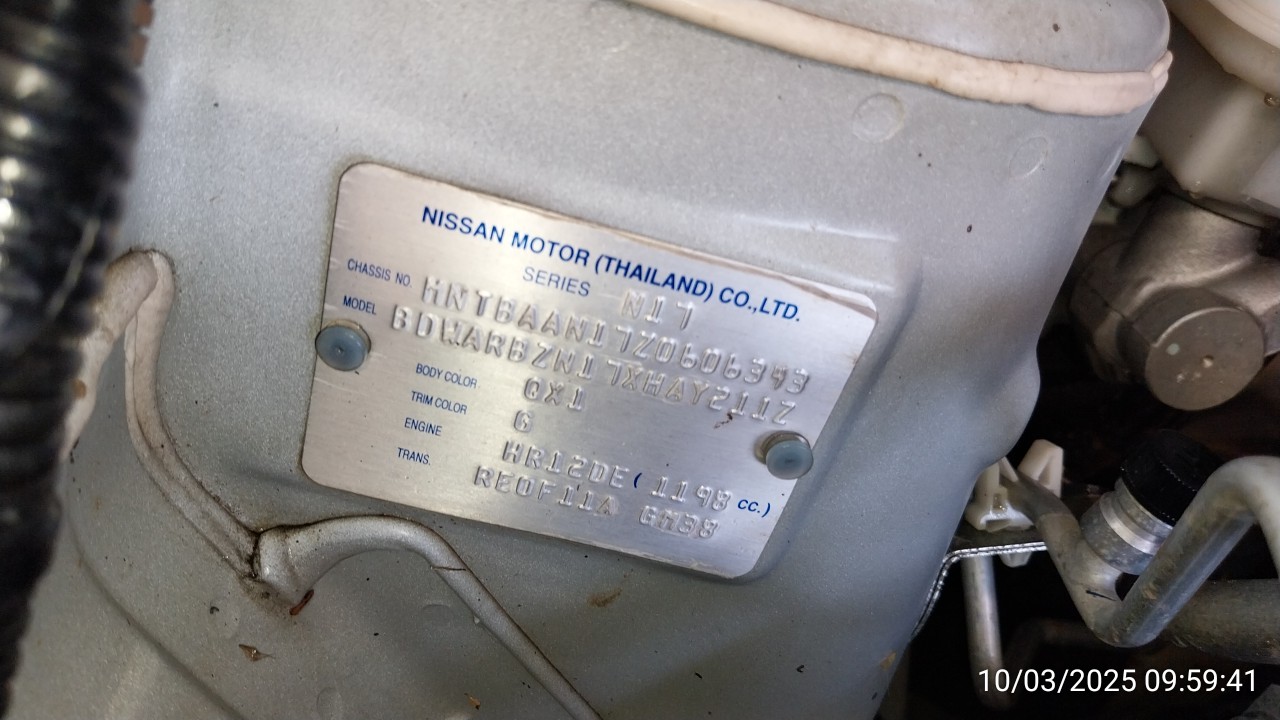 NISSAN MOTOR (THAILAND) CO.,LTD.
SERIES N17
CHASSIS NO. MNTBAAN17Z0606393
MODEL BDWARBZN17XHAY211Z
BODY COLOR QX1
TRIM COLOR G
ENGINE HR12DE (1198 CC.)
TRANS. RE0F11A GM38
10/03/2025 09:59:41